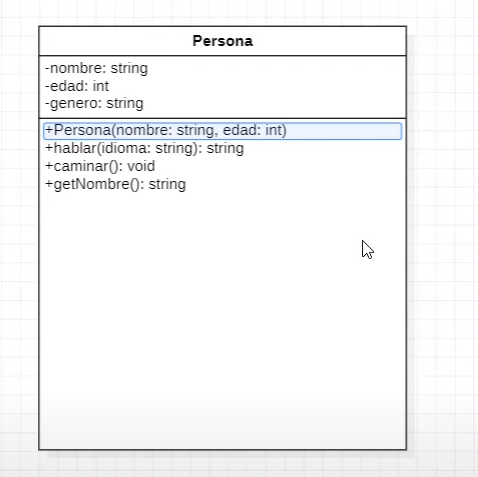 Persona
-nombre: string
-edad: int
-genero: string
+Persona(nombre: string, edad: int)
+hablar(idioma: string): string
+caminar(): void
+getNombre(): string